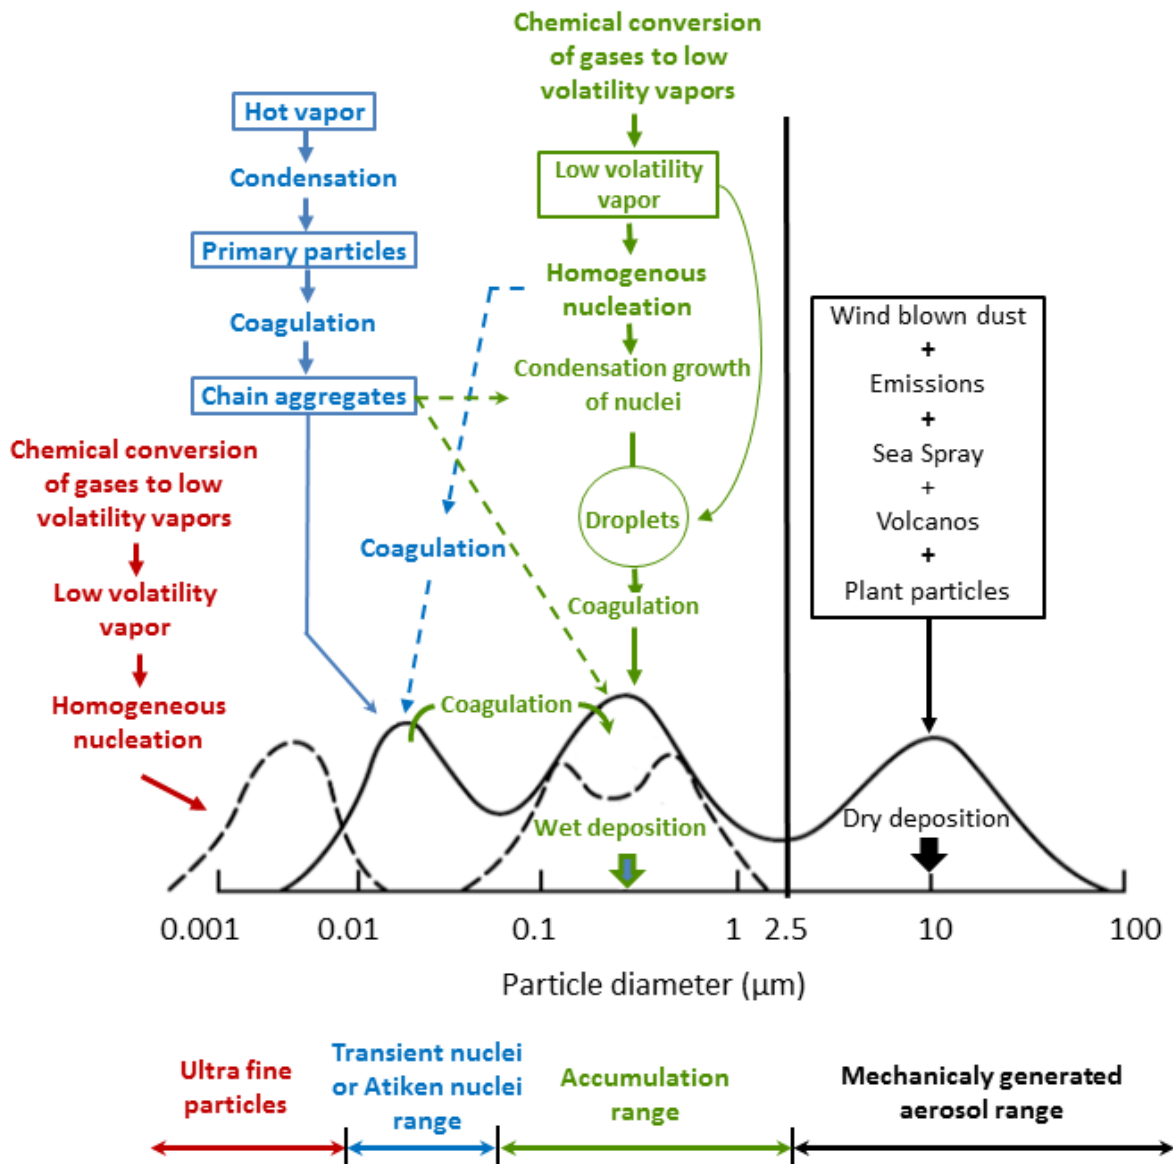 Chemical conversion
of gases to low
volatility vapors
Hot vapor
Condensation
Primary particles
Coagulation
Chain aggregates
Low volatility
vapor
Homogenous
nucleation
Condensation growth
of nuclei
Droplets
Coagulation
Coagulation
Wind blown dust
+
Emissions
+
Sea Spray
+
Volcanos
+
Plant particles
Chemical conversion
of gases to low
volatility vapors
Low volatility
vapor
Homogeneous
nucleation
Coagulation
Wet deposition
Dry deposition
0.001 0.01 0.1 1 2.5 10 100
Particle diameter (µm)
Ultra fine
particles
Transient nuclei
or Atiken nuclei
range
Accumulation
range
Mechanicaly generated
aerosol range